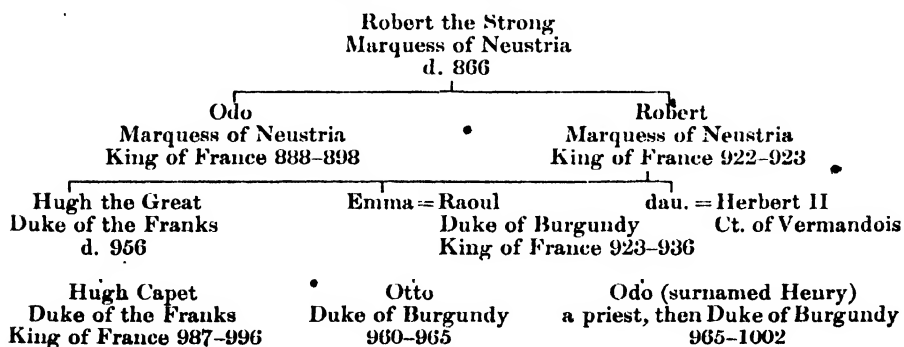 Robert the Strong
Marquess of Neustria
d. 866
Odo Robert
Marquess of Neustria Marquess of Neustria
King of France 888–898 King of France 922–923
Hugh the Great Emma = Raoul dau. = Herbert II
Duke of the Franks Duke of Burgundy Ct. of Vermandois
d. 956 King of France 923–936
Hugh Capet Otto Odo (surnamed Henry)
Duke of the Franks Duke of Burgundy a priest, then Duke of Burgundy
King of France 987–996 960–965 965–1002